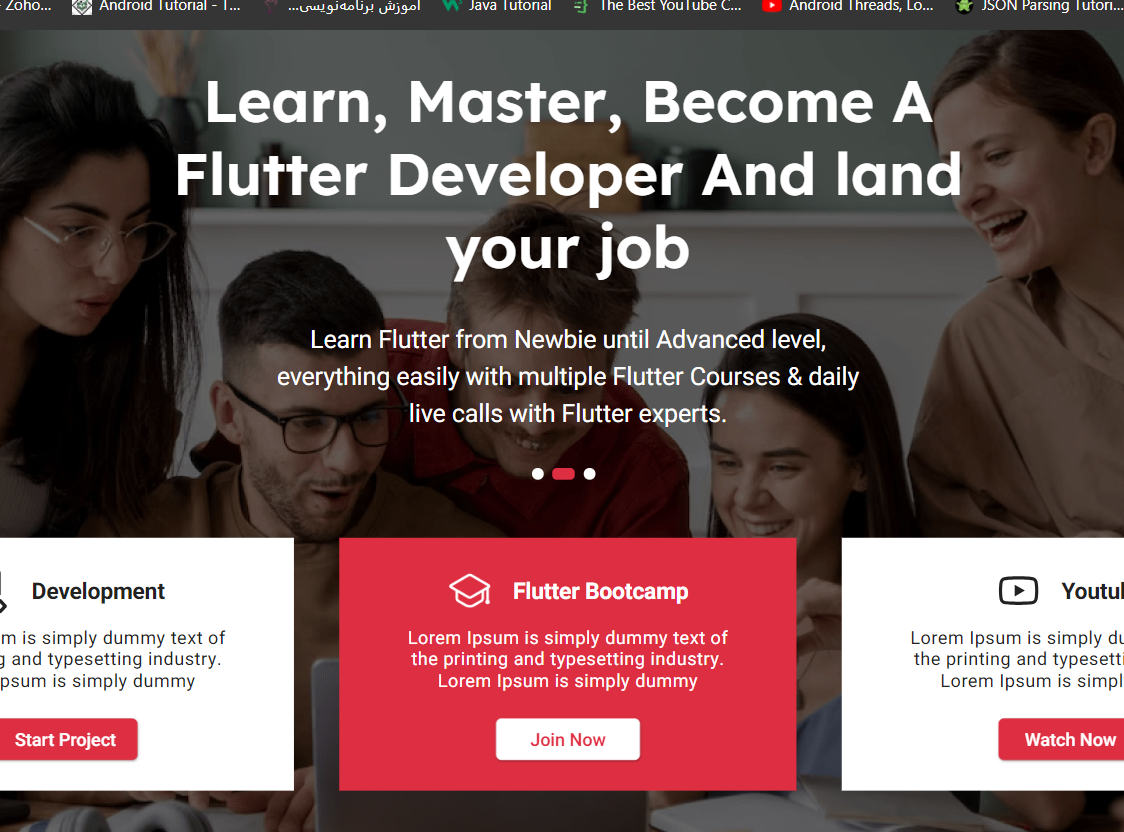 Zoho...
Android Tutorial - T...
آموزش برنامه‌نویسی...
Java Tutorial
The Best YouTube C...
Android Threads, Lo...
JSON Parsing Tutori...
Learn, Master, Become A
Flutter Developer And land
your job
Learn Flutter from Newbie until Advanced level,
everything easily with multiple Flutter Courses & daily
live calls with Flutter experts.
Development
m is simply dummy text of
g and typesetting industry.
psum is simply dummy
Start Project
Flutter Bootcamp
Lorem Ipsum is simply dummy text of
the printing and typesetting industry.
Lorem Ipsum is simply dummy
Join Now
Youtu
Lorem Ipsum is simply du
the printing and typesetti
Lorem Ipsum is simpl
Watch Now